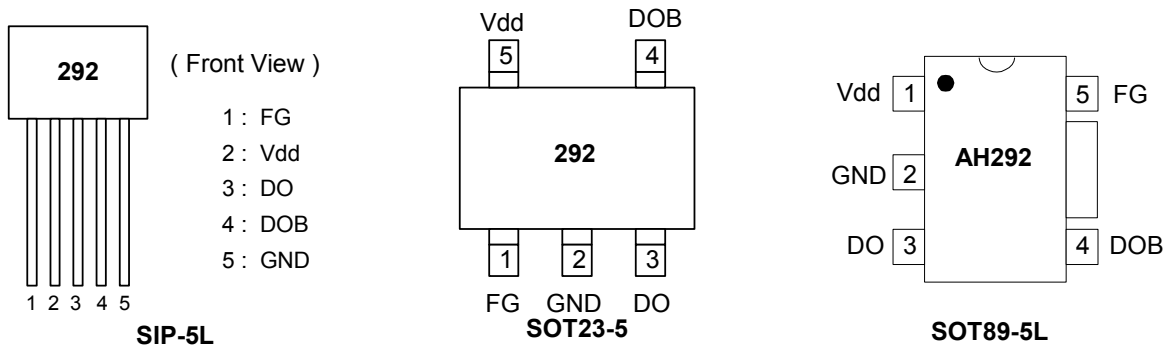 292
( Front View )
1 : FG
2 : Vdd
3 : DO
4 : DOB
5 : GND
1 2 3 4 5
SIP-5L
Vdd DOB
5 4
292
1 2 3
FG GND DO
SOT23-5
Vdd 1 5 FG
AH292
GND 2
DO 3 4 DOB
SOT89-5L